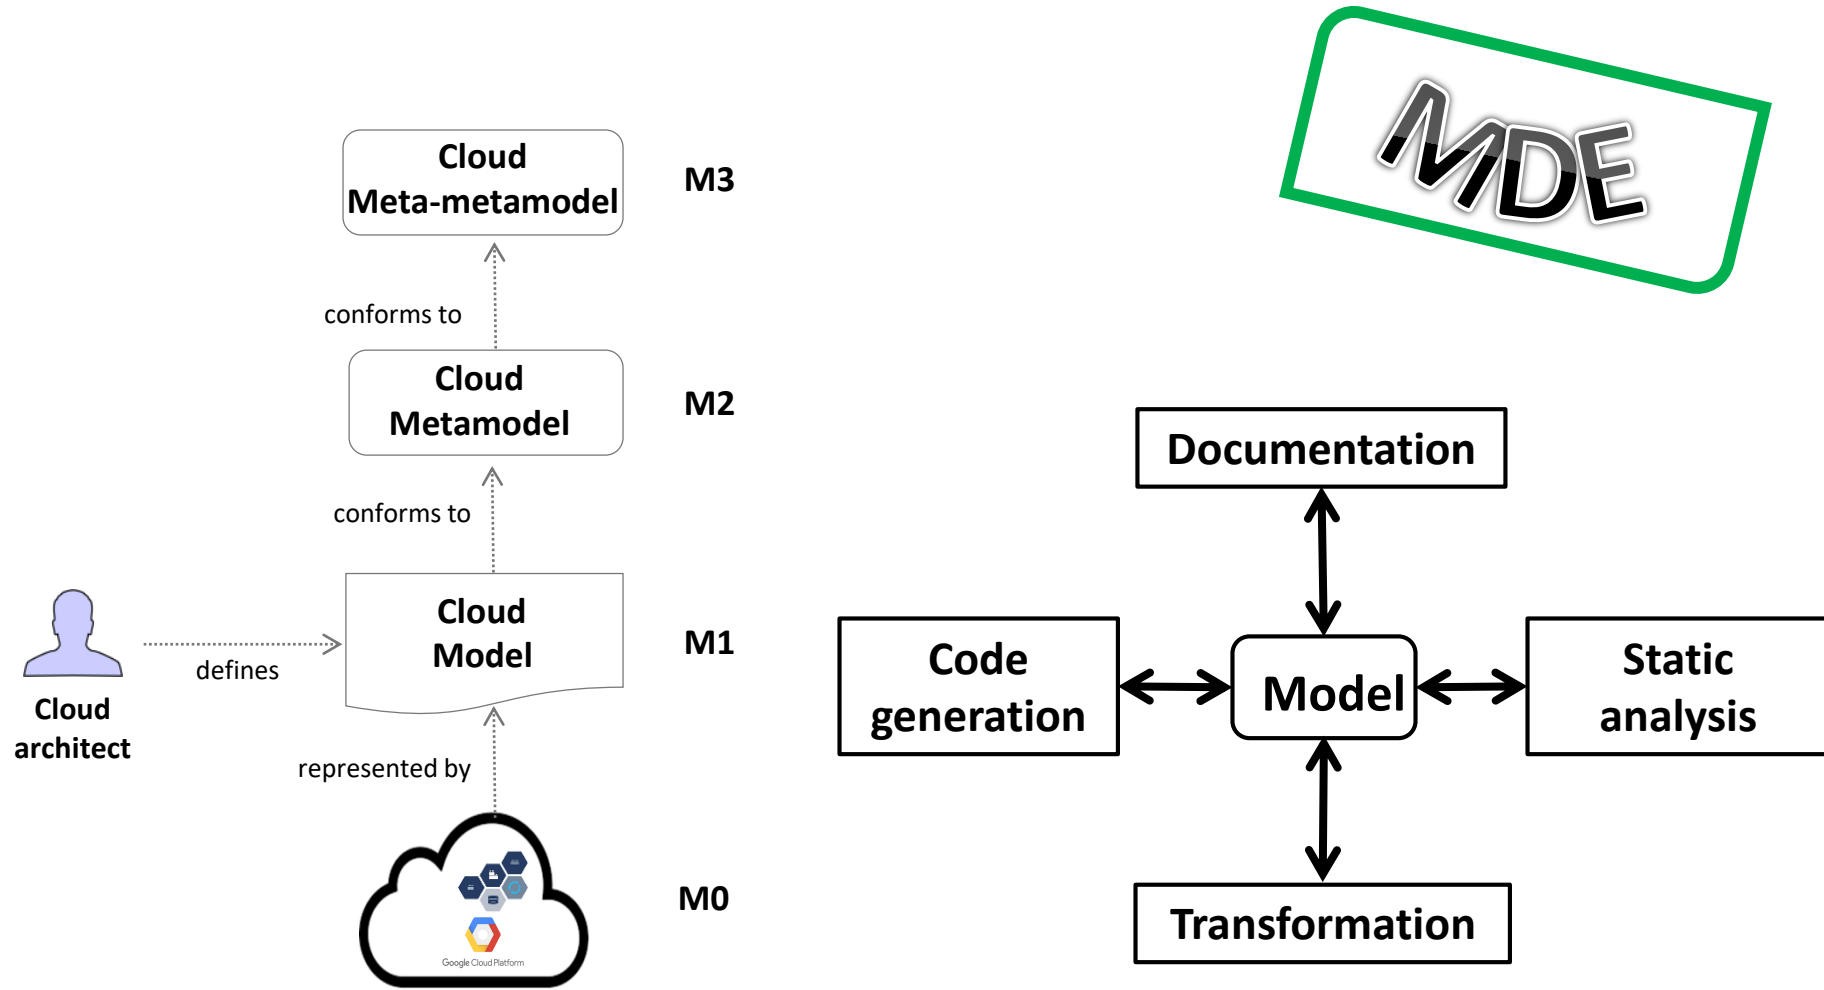 MDE
Cloud
Meta-metamodel
M3
conforms to
Cloud
Metamodel
M2
conforms to
Cloud
Model
M1
defines
Cloud
architect
represented by
M0
Google Cloud Platform
Documentation
Code
generation
Model
Static
analysis
Transformation